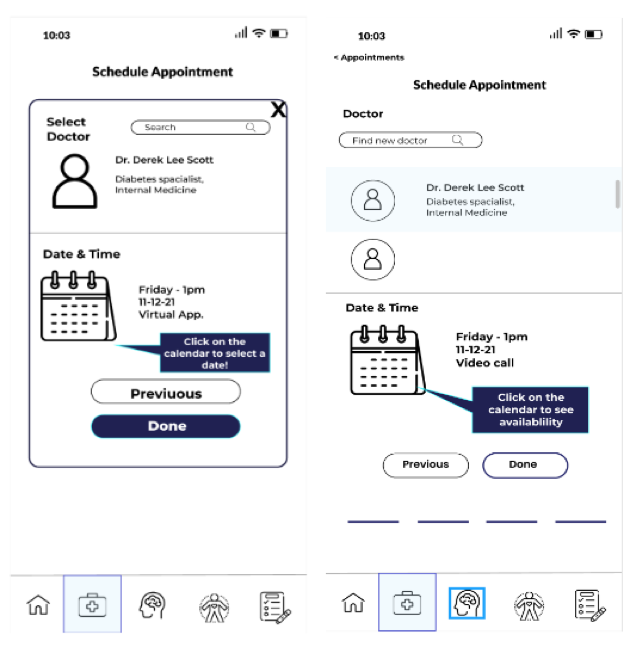 10:03
Schedule Appointment
X
Select
Doctor
Search
Dr. Derek Lee Scott
Diabetes spacialist,
Internal Medicine
Date & Time
Friday - 1pm
11-12-21
Virtual App.
Click on the
calendar to select a
date!
Previuous
Done
10:03
< Appointments
Schedule Appointment
Doctor
Find new doctor
Dr. Derek Lee Scott
Diabetes spacialist,
Internal Medicine
Date & Time
Friday - 1pm
11-12-21
Video call
Click on the
calendar to see
availablility
Previous
Done